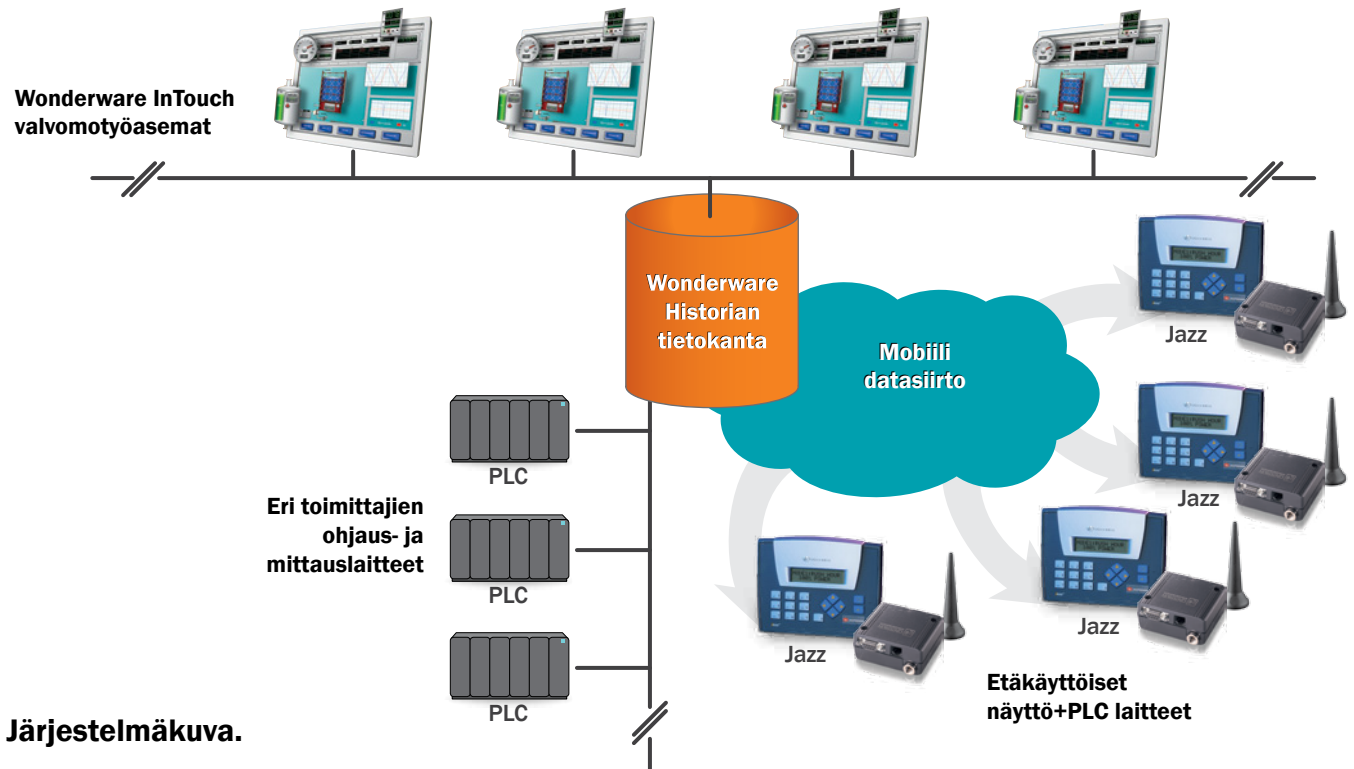 Wonderware InTouch
valvomotyöasemat
Wonderware
Historian
tietokanta
Mobiili
datasiirto
Jazz
Jazz
Jazz
Jazz
PLC
PLC
PLC
Eri toimittajien
ohjaus- ja
mittauslaitteet
Etäkäyttöiset
näyttö+PLC laitteet
Järjestelmäkuva.